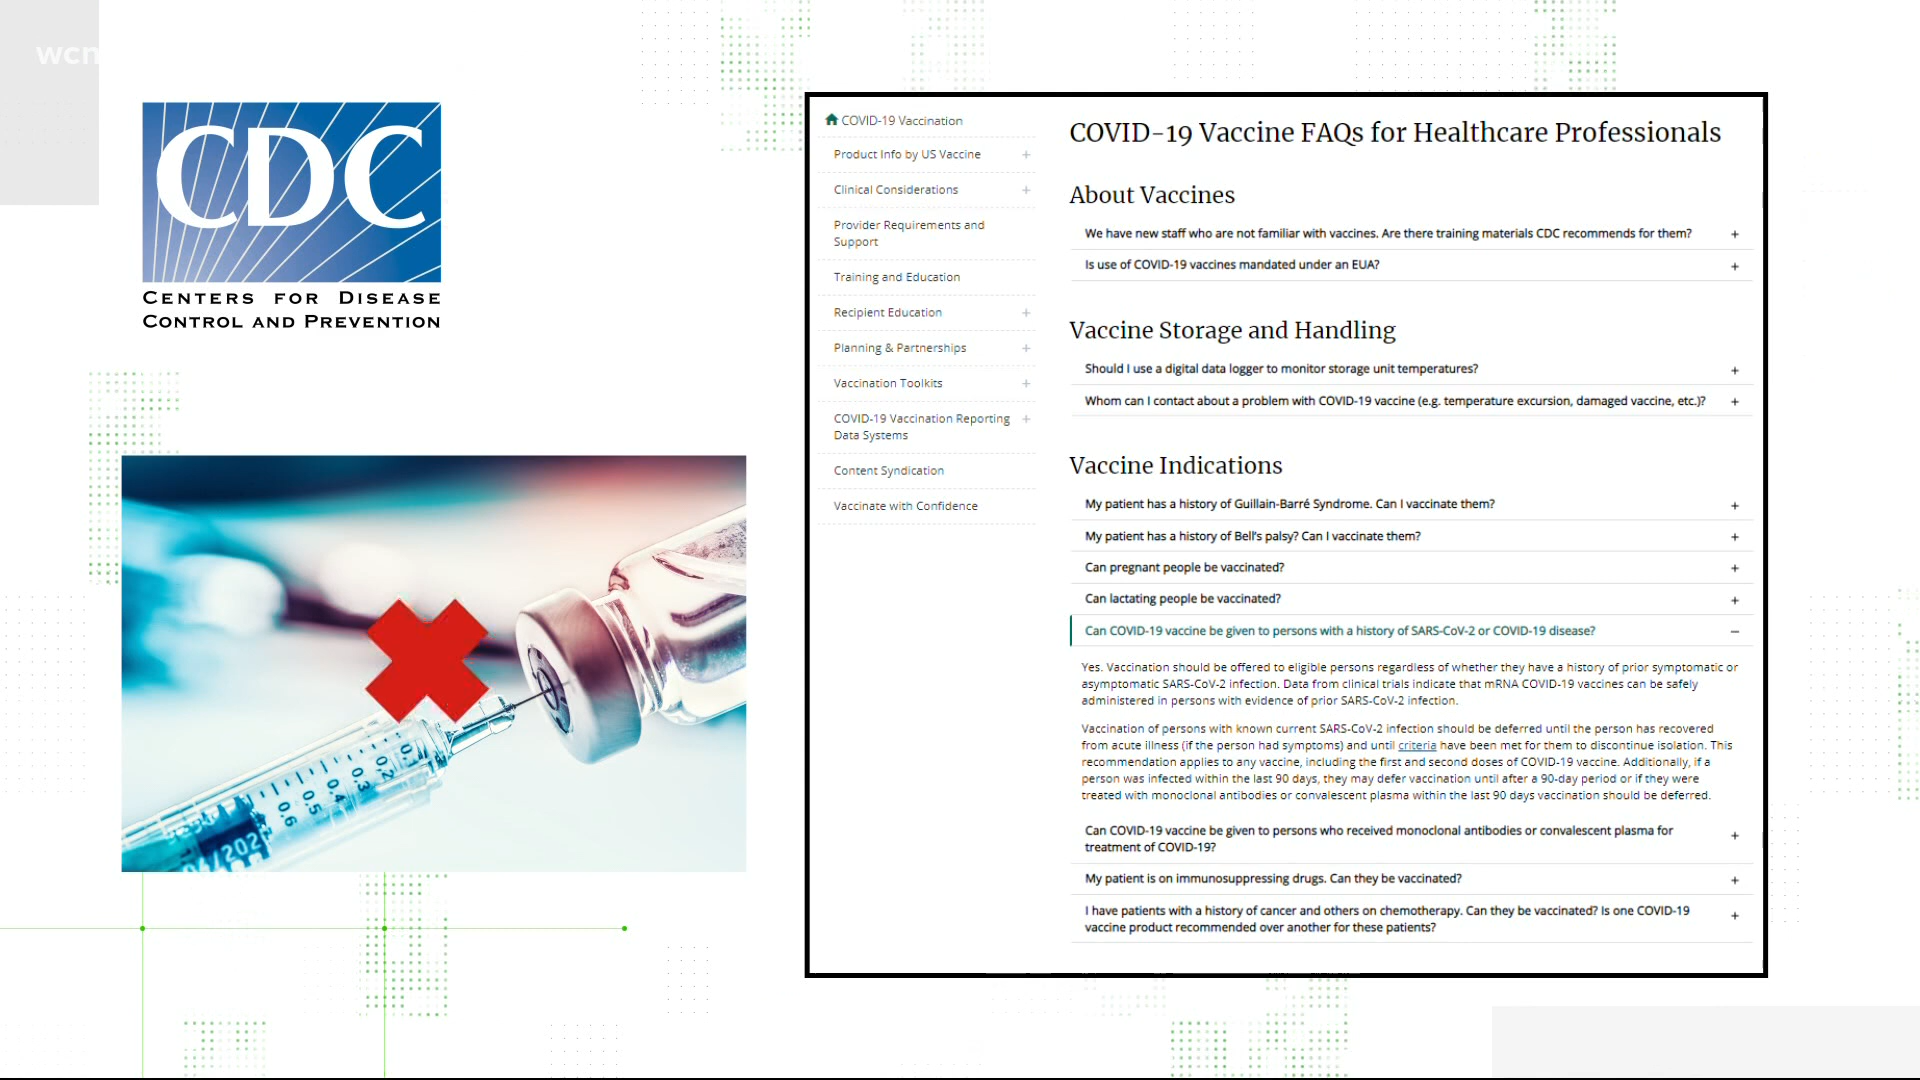 wcn
CDC
CENTERS FOR DISEASE
CONTROL AND PREVENTION
0.1
0.2
0.3
0.4
0.5
0.6
COVID-19 Vaccination
Product Info by US Vaccine +
Clinical Considerations +
Provider Requirements and
Support
Training and Education
Recipient Education +
Planning & Partnerships +
Vaccination Toolkits +
COVID-19 Vaccination Reporting +
Data Systems
Content Syndication
Vaccinate with Confidence
COVID-19 Vaccine FAQs for Healthcare Professionals
About Vaccines
We have new staff who are not familiar with vaccines. Are there training materials CDC recommends for them? +
Is use of COVID-19 vaccines mandated under an EUA? +
Vaccine Storage and Handling
Should I use a digital data logger to monitor storage unit temperatures? +
Whom can I contact about a problem with COVID-19 vaccine (e.g. temperature excursion, damaged vaccine, etc.)? +
Vaccine Indications
My patient has a history of Guillain-Barré Syndrome. Can I vaccinate them? +
My patient has a history of Bell's palsy? Can I vaccinate them? +
Can pregnant people be vaccinated? +
Can lactating people be vaccinated? +
Can COVID-19 vaccine be given to persons with a history of SARS-CoV-2 or COVID-19 disease? −
Yes. Vaccination should be offered to eligible persons regardless of whether they have a history of prior symptomatic or
asymptomatic SARS-CoV-2 infection. Data from clinical trials indicate that mRNA COVID-19 vaccines can be safely
administered in persons with evidence of prior SARS-CoV-2 infection.
Vaccination of persons with known current SARS-CoV-2 infection should be deferred until the person has recovered
from acute illness (if the person had symptoms) and until criteria have been met for them to discontinue isolation. This
recommendation applies to any vaccine, including the first and second doses of COVID-19 vaccine. Additionally, if a
person was infected within the last 90 days, they may defer vaccination until after a 90-day period or if they were
treated with monoclonal antibodies or convalescent plasma within the last 90 days vaccination should be deferred.
Can COVID-19 vaccine be given to persons who received monoclonal antibodies or convalescent plasma for +
treatment of COVID-19?
My patient is on immunosuppressing drugs. Can they be vaccinated? +
I have patients with a history of cancer and others on chemotherapy. Can they be vaccinated? Is one COVID-19 +
vaccine product recommended over another for these patients?